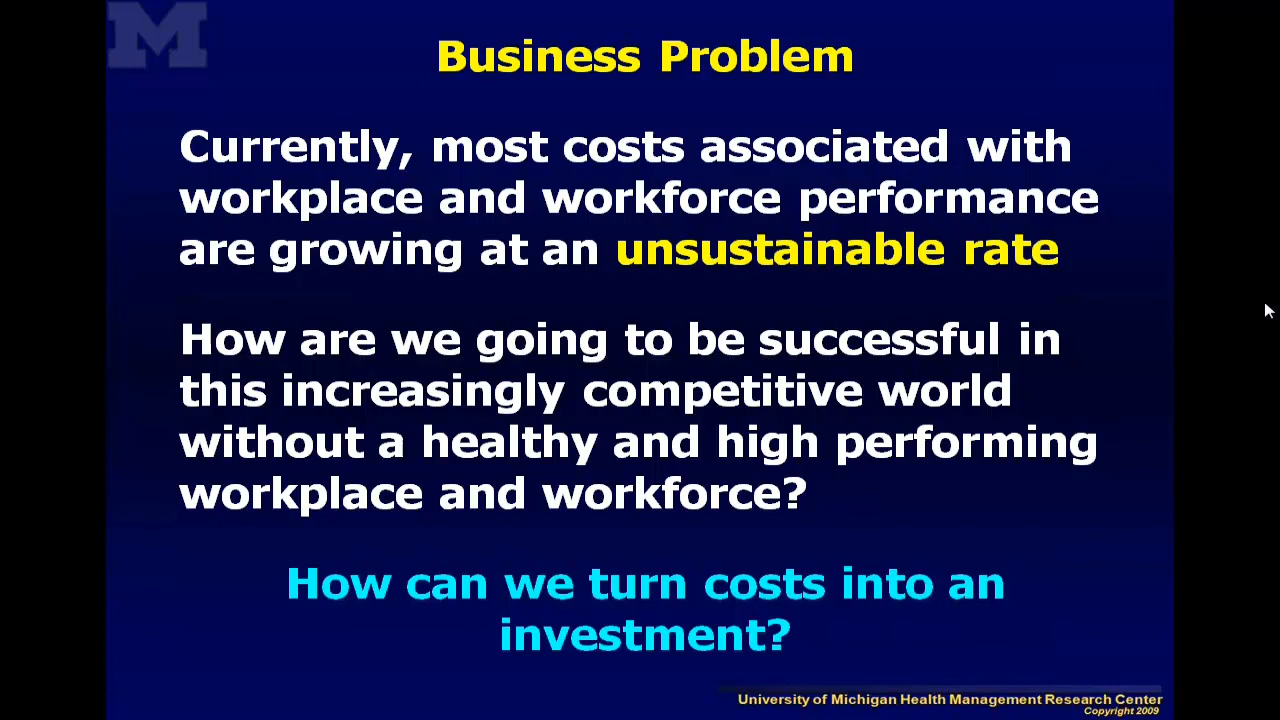 M
Business Problem
Currently, most costs associated with
workplace and workforce performance
are growing at an unsustainable rate
How are we going to be successful in
this increasingly competitive world
without a healthy and high performing
workplace and workforce?
How can we turn costs into an
investment?
University of Michigan Health Management Research Center
Copyright 2009